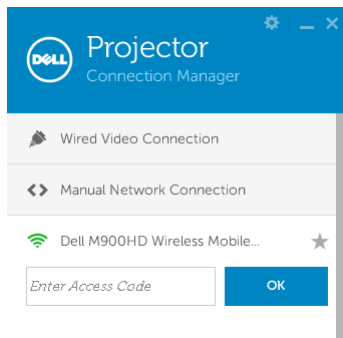 DELL
Projector
Connection Manager
Wired Video Connection
Manual Network Connection
Dell M900HD Wireless Mobile...
Enter Access Code
OK